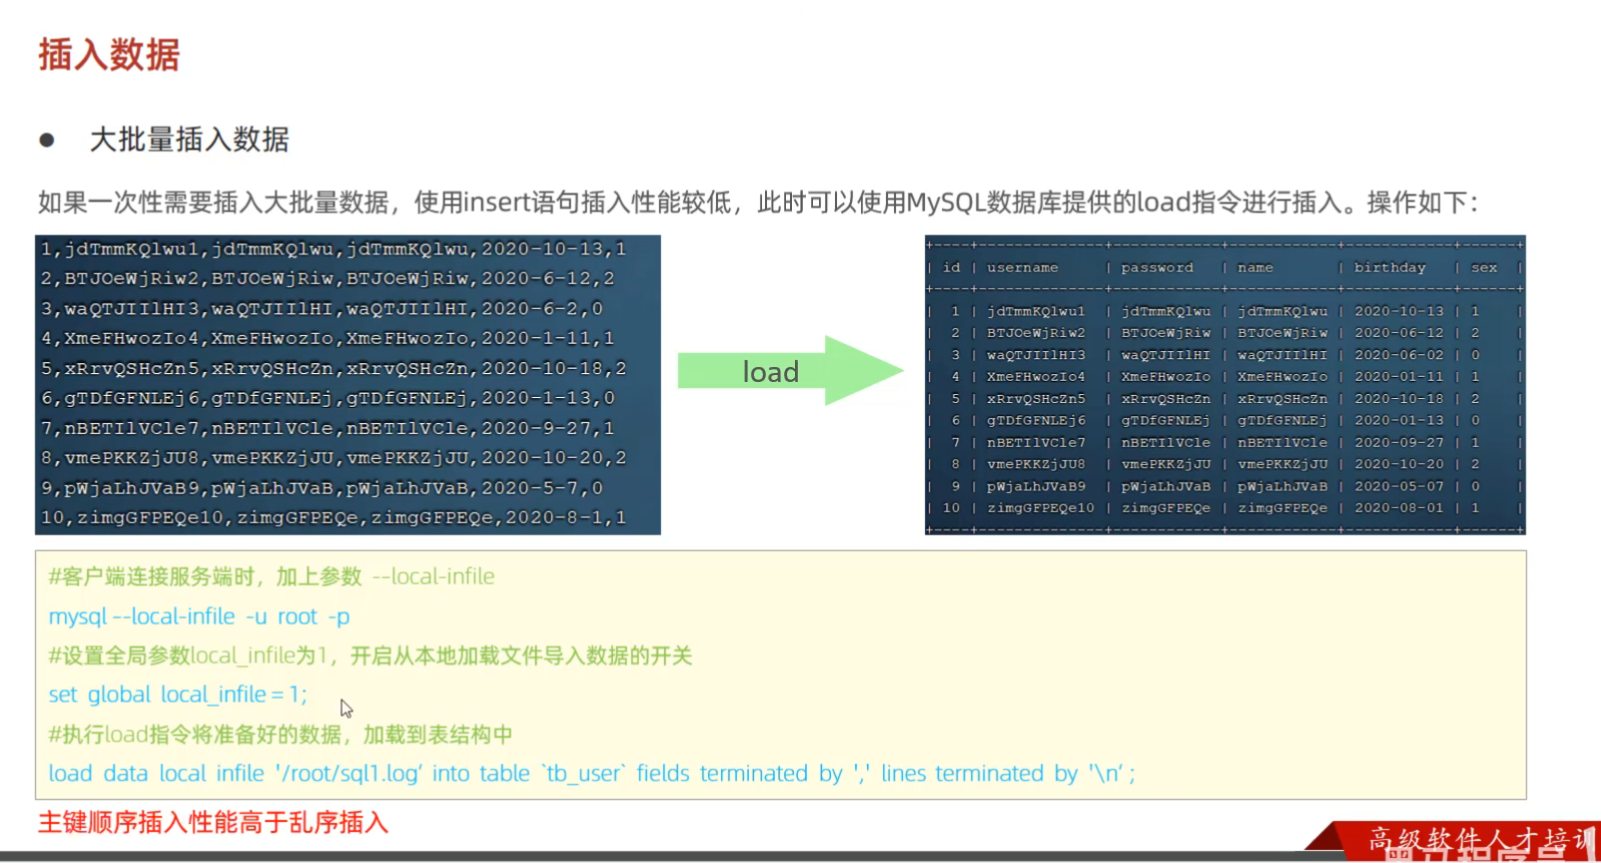 插入数据
● 大批量插入数据
如果一次性需要插入大批量数据，使用insert语句插入性能较低，此时可以使用MySQL数据库提供的load指令进行插入。操作如下：
1,jdTmmKQlwu1,jdTmmKQlwu,jdTmmKQlwu,2020-10-13,1
2,BTJOeWjRiw2,BTJOeWjRiw,BTJOeWjRiw,2020-6-12,2
3,waQTJIIlHI3,waQTJIIlHI,waQTJIIlHI,2020-6-2,0
4,XmeFHwozIo4,XmeFHwozIo,XmeFHwozIo,2020-1-11,1
5,xRrvQSHcZn5,xRrvQSHcZn,xRrvQSHcZn,2020-10-18,2
6,gTDfGFNLEj6,gTDfGFNLEj,gTDfGFNLEj,2020-1-13,0
7,nBETIlVCle7,nBETIlVCle,nBETIlVCle,2020-9-27,1
8,vmePKKZjJU8,vmePKKZjJU,vmePKKZjJU,2020-10-20,2
9,pWjaLhJVaB9,pWjaLhJVaB,pWjaLhJVaB,2020-5-7,0
10,zimgGFPEQe10,zimgGFPEQe,zimgGFPEQe,2020-8-1,1
load
| id | username | password | name | birthday | sex |
| 1 | jdTmmKQlwu1 | jdTmmKQlwu | jdTmmKQlwu | 2020-10-13 | 1 |
| 2 | BTJOeWjRiw2 | BTJOeWjRiw | BTJOeWjRiw | 2020-06-12 | 2 |
| 3 | waQTJIIlHI3 | waQTJIIlHI | waQTJIIlHI | 2020-06-02 | 0 |
| 4 | XmeFHwozIo4 | XmeFHwozIo | XmeFHwozIo | 2020-01-11 | 1 |
| 5 | xRrvQSHcZn5 | xRrvQSHcZn | xRrvQSHcZn | 2020-10-18 | 2 |
| 6 | gTDfGFNLEj6 | gTDfGFNLEj | gTDfGFNLEj | 2020-01-13 | 0 |
| 7 | nBETIlVCle7 | nBETIlVCle | nBETIlVCle | 2020-09-27 | 1 |
| 8 | vmePKKZjJU8 | vmePKKZjJU | vmePKKZjJU | 2020-10-20 | 2 |
| 9 | pWjaLhJVaB9 | pWjaLhJVaB | pWjaLhJVaB | 2020-05-07 | 0 |
| 10 | zimgGFPEQe10 | zimgGFPEQe | zimgGFPEQe | 2020-08-01 | 1 |
#客户端连接服务端时，加上参数 --local-infile
mysql --local-infile -u root -p
#设置全局参数local_infile为1，开启从本地加载文件导入数据的开关
set global local_infile = 1;
#执行load指令将准备好的数据，加载到表结构中
load data local infile '/root/sql1.log' into table `tb_user` fields terminated by ',' lines terminated by '\n' ;
主键顺序插入性能高于乱序插入
高级软件人才培训